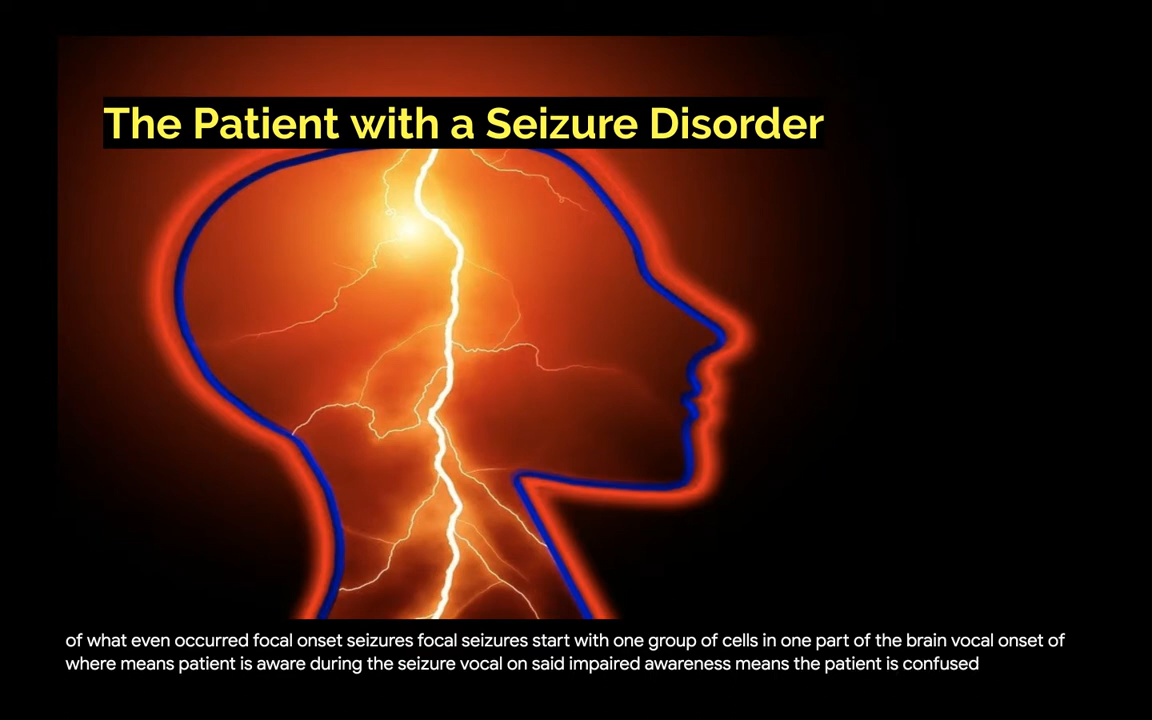 The Patient with a Seizure Disorder
of what even occurred focal onset seizures focal seizures start with one group of cells in one part of the brain vocal onset of
where means patient is aware during the seizure vocal on said impaired awareness means the patient is confused